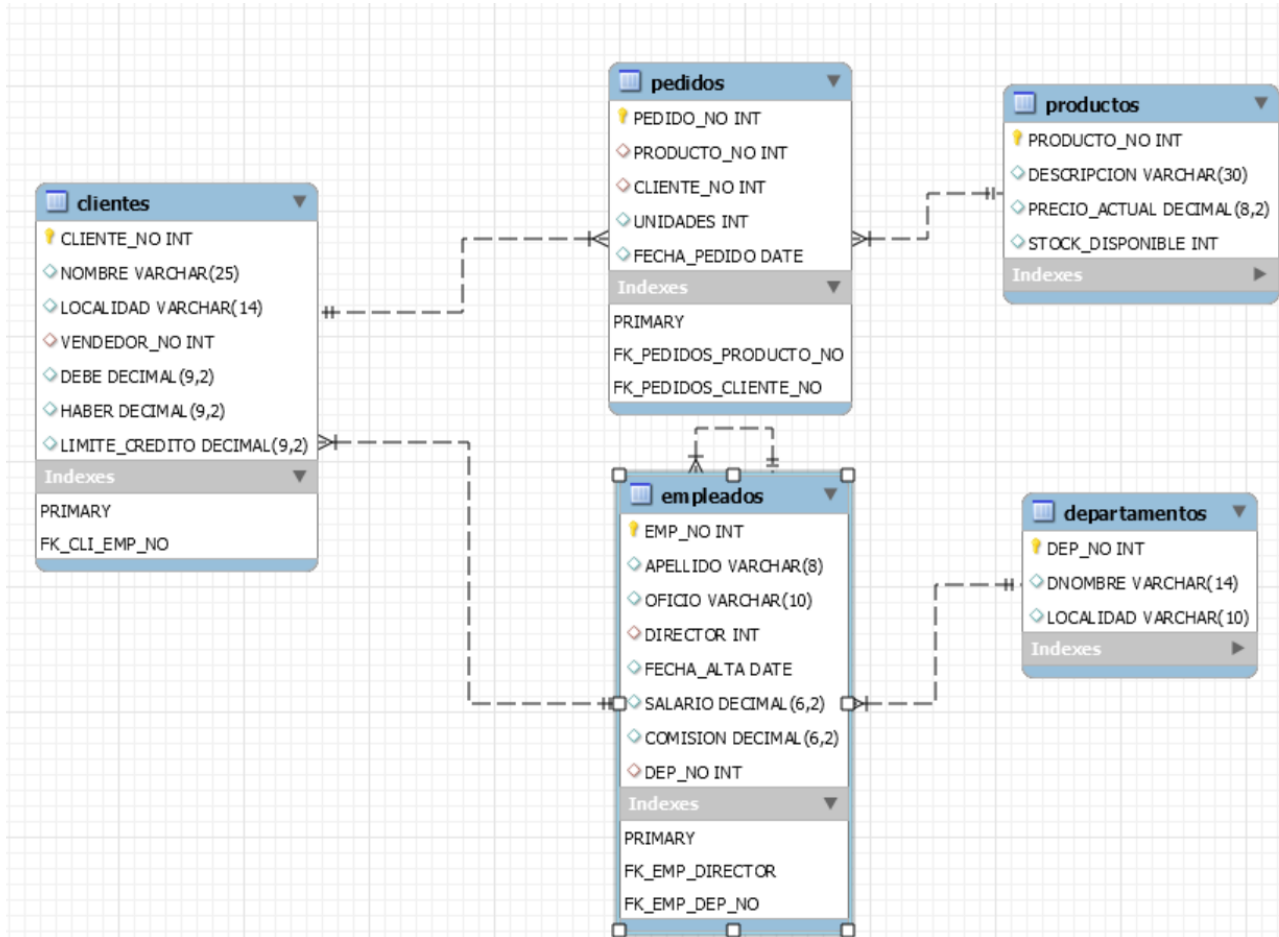 clientes
CLIENTE_NO INT
NOMBRE VARCHAR(25)
LOCALIDAD VARCHAR(14)
VENDEDOR_NO INT
DEBE DECIMAL(9,2)
HABER DECIMAL(9,2)
LIMITE_CREDITO DECIMAL(9,2)
Indexes
PRIMARY
FK_CLI_EMP_NO
pedidos
PEDIDO_NO INT
PRODUCTO_NO INT
CLIENTE_NO INT
UNIDADES INT
FECHA_PEDIDO DATE
Indexes
PRIMARY
FK_PEDIDOS_PRODUCTO_NO
FK_PEDIDOS_CLIENTE_NO
productos
PRODUCTO_NO INT
DESCRIPCION VARCHAR(30)
PRECIO_ACTUAL DECIMAL(8,2)
STOCK_DISPONIBLE INT
Indexes
empleados
EMP_NO INT
APELLIDO VARCHAR(8)
OFICIO VARCHAR(10)
DIRECTOR INT
FECHA_ALTA DATE
SALARIO DECIMAL(6,2)
COMISION DECIMAL(6,2)
DEP_NO INT
Indexes
PRIMARY
FK_EMP_DIRECTOR
FK_EMP_DEP_NO
departamentos
DEP_NO INT
DNOMBRE VARCHAR(14)
LOCALIDAD VARCHAR(10)
Indexes